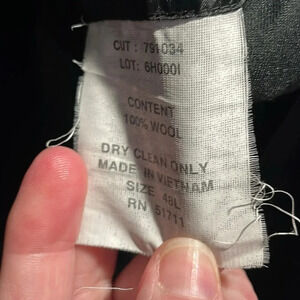 CUT: 791034
LOT: 6H0001
CONTENT
100% WOOL
DRY CLEAN ONLY
MADE IN VIETNAM
SIZE 48L
RN 51711